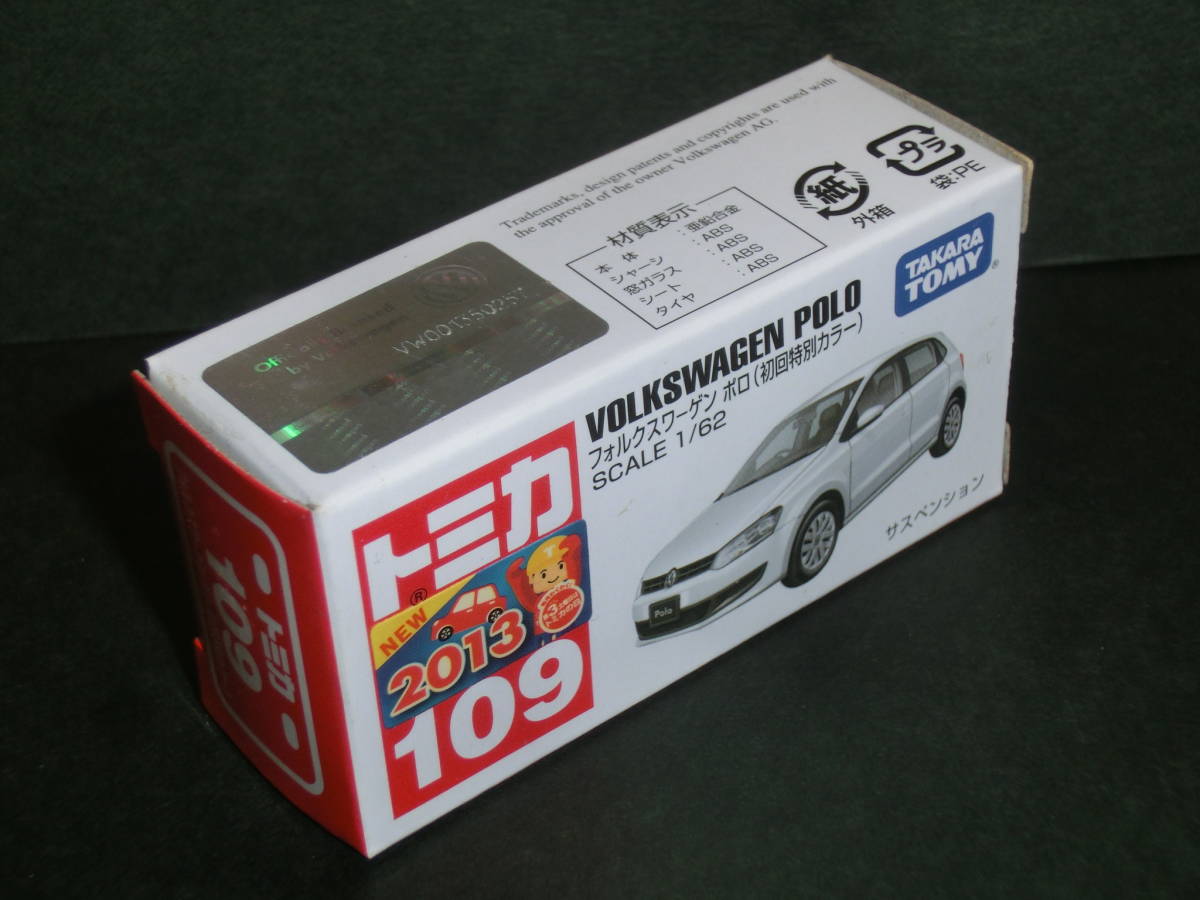 Trademarks, design patents and copyrights are used with
the approval of the owner Volkswagen AG.
プラ
袋:PE
紙
外箱
材質表示
本体 : 亜鉛合金
シャーシ : ABS
窓ガラス : ABS
シート : ABS
タイヤ
VW00135025Y
TAKARA
TOMY
®
VOLKSWAGEN POLO
フォルクスワーゲン ポロ(初回特別カラー)
SCALE 1/62
サスペンション
Polo
トミカ
®
NEW
2013
T
109
トミカ
109